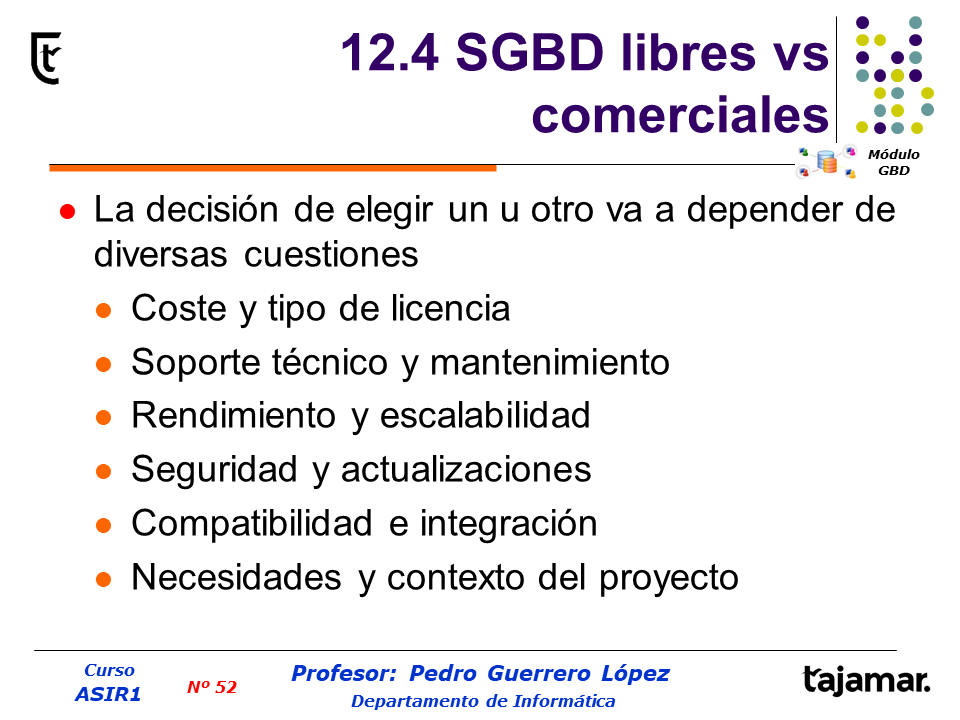 12.4 SGBD libres vs
comerciales
Módulo
GBD
La decisión de elegir un u otro va a depender de
diversas cuestiones
Coste y tipo de licencia
Soporte técnico y mantenimiento
Rendimiento y escalabilidad
Seguridad y actualizaciones
Compatibilidad e integración
Necesidades y contexto del proyecto
Curso
ASIR1
Nº 52
Profesor: Pedro Guerrero López
Departamento de Informática
tajamar.